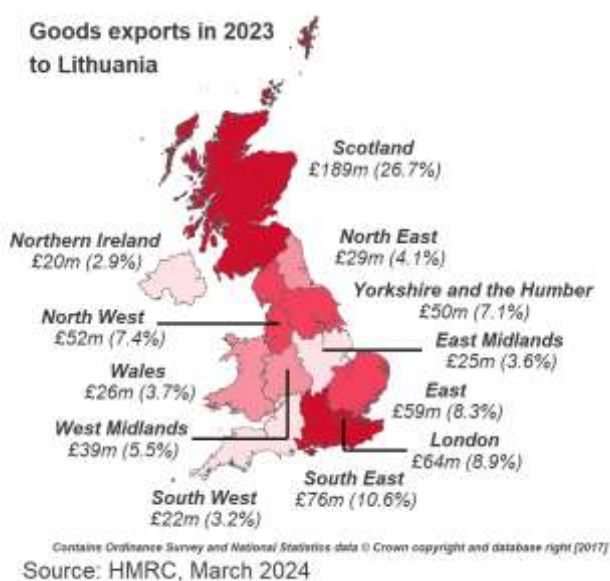 Goods exports in 2023
to Lithuania
Scotland
£189m (26.7%)
Northern Ireland
£20m (2.9%)
North East
£29m (4.1%)
Yorkshire and the Humber
£50m (7.1%)
North West
£52m (7.4%)
East Midlands
£25m (3.6%)
Wales
£26m (3.7%)
East
£59m (8.3%)
West Midlands
£39m (5.5%)
London
£64m (8.9%)
South East
£76m (10.6%)
South West
£22m (3.2%)
Contains Ordinance Survey and National Statistics data © Crown copyright and database right [2017]
Source: HMRC, March 2024